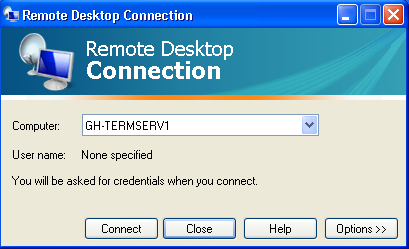 Remote Desktop Connection
Remote Desktop
Connection
Computer: GH-TERMSERV1
User name: None specified
You will be asked for credentials when you connect.
Connect Close Help Options >>